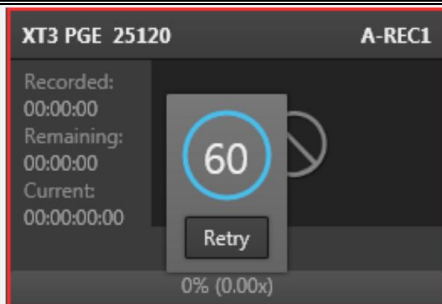 XT3 PGE 25120 A-REC1
Recorded:
00:00:00
Remaining:
00:00:00
Current:
00:00:00:00
60
Retry
0% (0.00x)